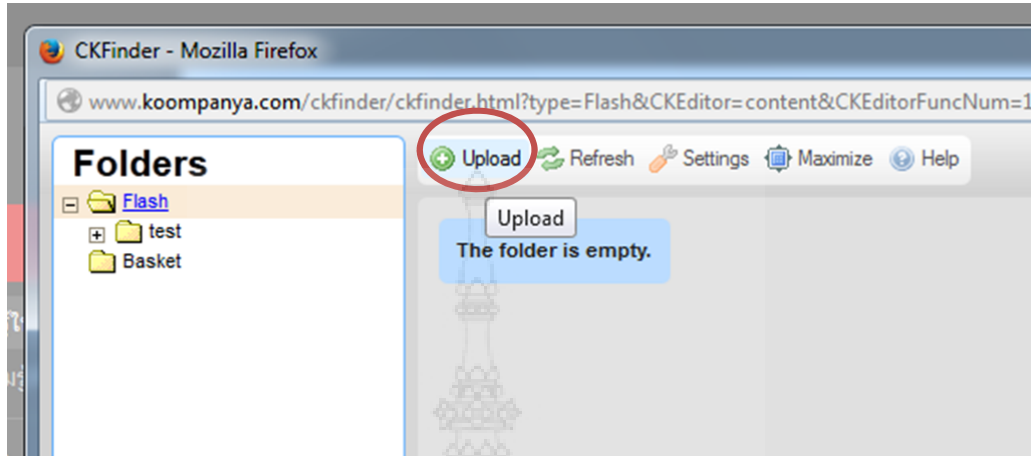 CKFinder - Mozilla Firefox
www.koompanya.com/ckfinder/ckfinder.html?type=Flash&CKEditor=content&CKEditorFuncNum=1
Folders
Flash
test
Basket
Upload Refresh Settings Maximize Help
Upload
The folder is empty.